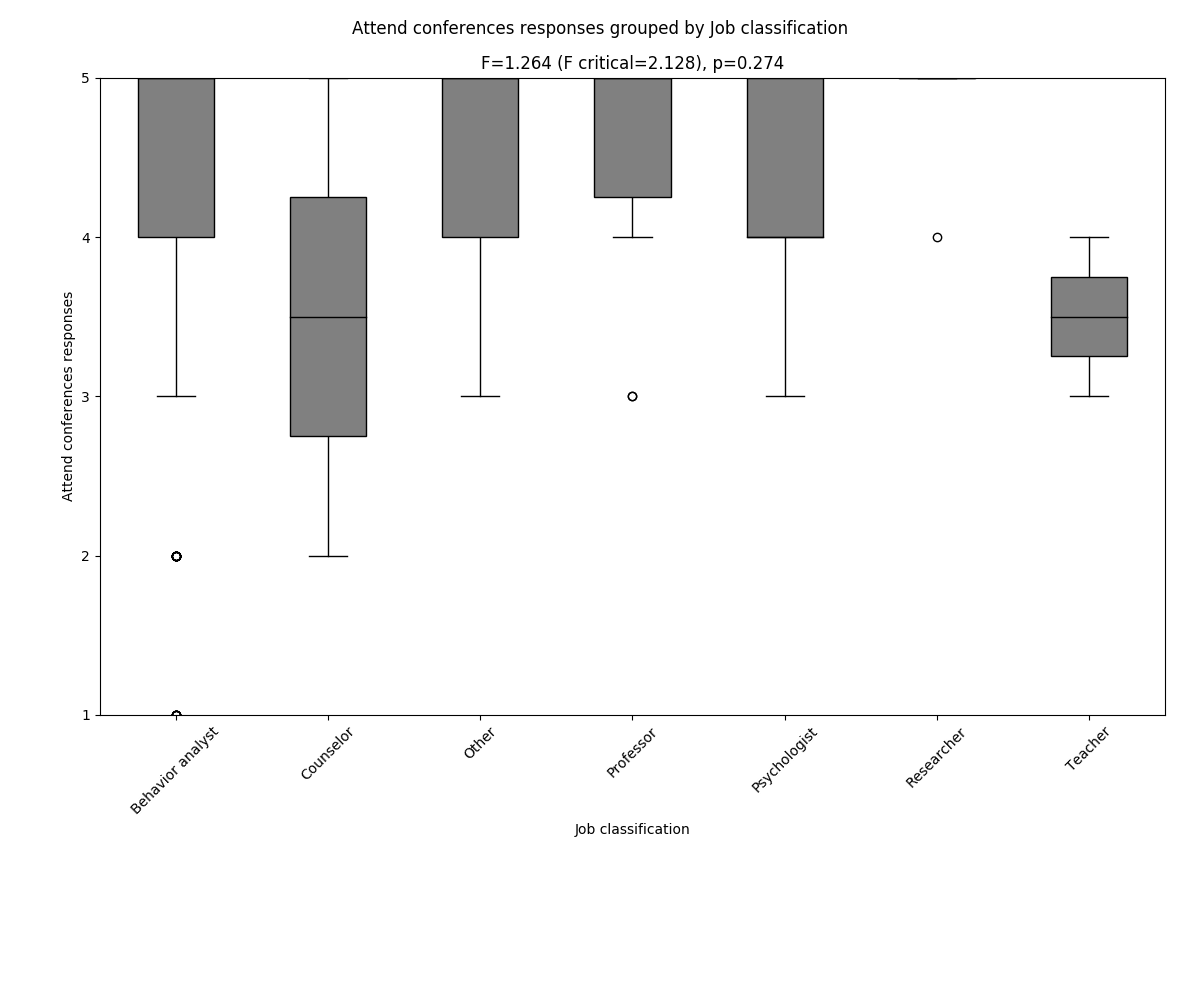 Attend conferences responses grouped by Job classification
F=1.264 (F critical=2.128), p=0.274
5
4
3
2
1
Attend conferences responses
Behavior analyst
Counselor
Other
Professor
Psychologist
Researcher
Teacher
Job classification